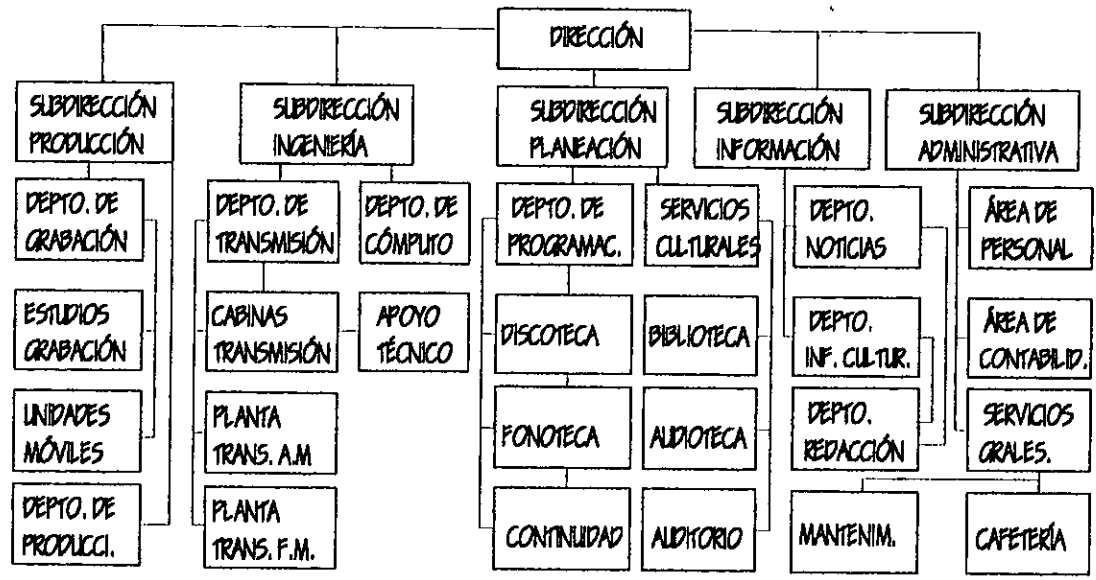 DIRECCIÓN
SUBDIRECCIÓN
PRODUCCIÓN
SUBDIRECCIÓN
INGENIERÍA
SUBDIRECCIÓN
PLANEACIÓN
SUBDIRECCIÓN
INFORMACIÓN
SUBDIRECCIÓN
ADMINISTRATIVA
DEPTO. DE
GRABACIÓN
DEPTO. DE
TRANSMISIÓN
DEPTO. DE
CÓMPUTO
DEPTO. DE
PROGRAMAC.
SERVICIOS
CULTURALES
DEPTO.
NOTICIAS
ÁREA DE
PERSONAL
ESTUDIOS
GRABACIÓN
CABINAS
TRANSMISIÓN
APOYO
TÉCNICO
DISCOTECA
BIBLIOTECA
DEPTO.
INF. CULTUR.
ÁREA DE
CONTABILID.
UNIDADES
MÓVILES
PLANTA
TRANS. A.M
FONOTECA
AUDIOTECA
DEPTO.
REDACCIÓN
SERVICIOS
GRALES.
DEPTO. DE
PRODUCCI.
PLANTA
TRANS. F.M.
CONTINUIDAD
AUDITORIO
MANTENIM.
CAFETERÍA